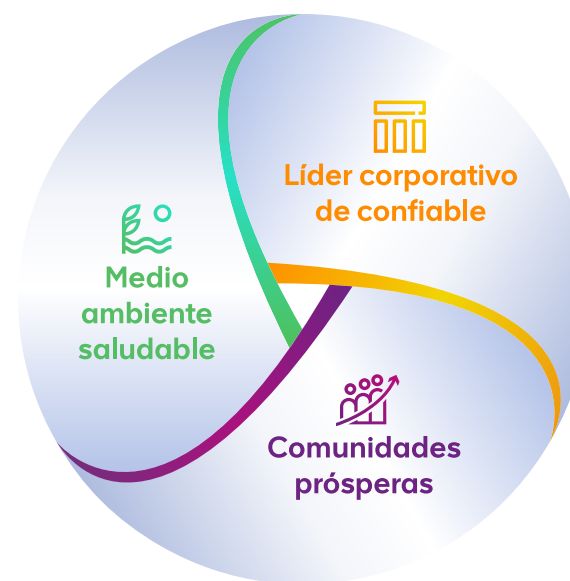 Líder corporativo
de confiable
Medio
ambiente
saludable
Comunidades
prósperas